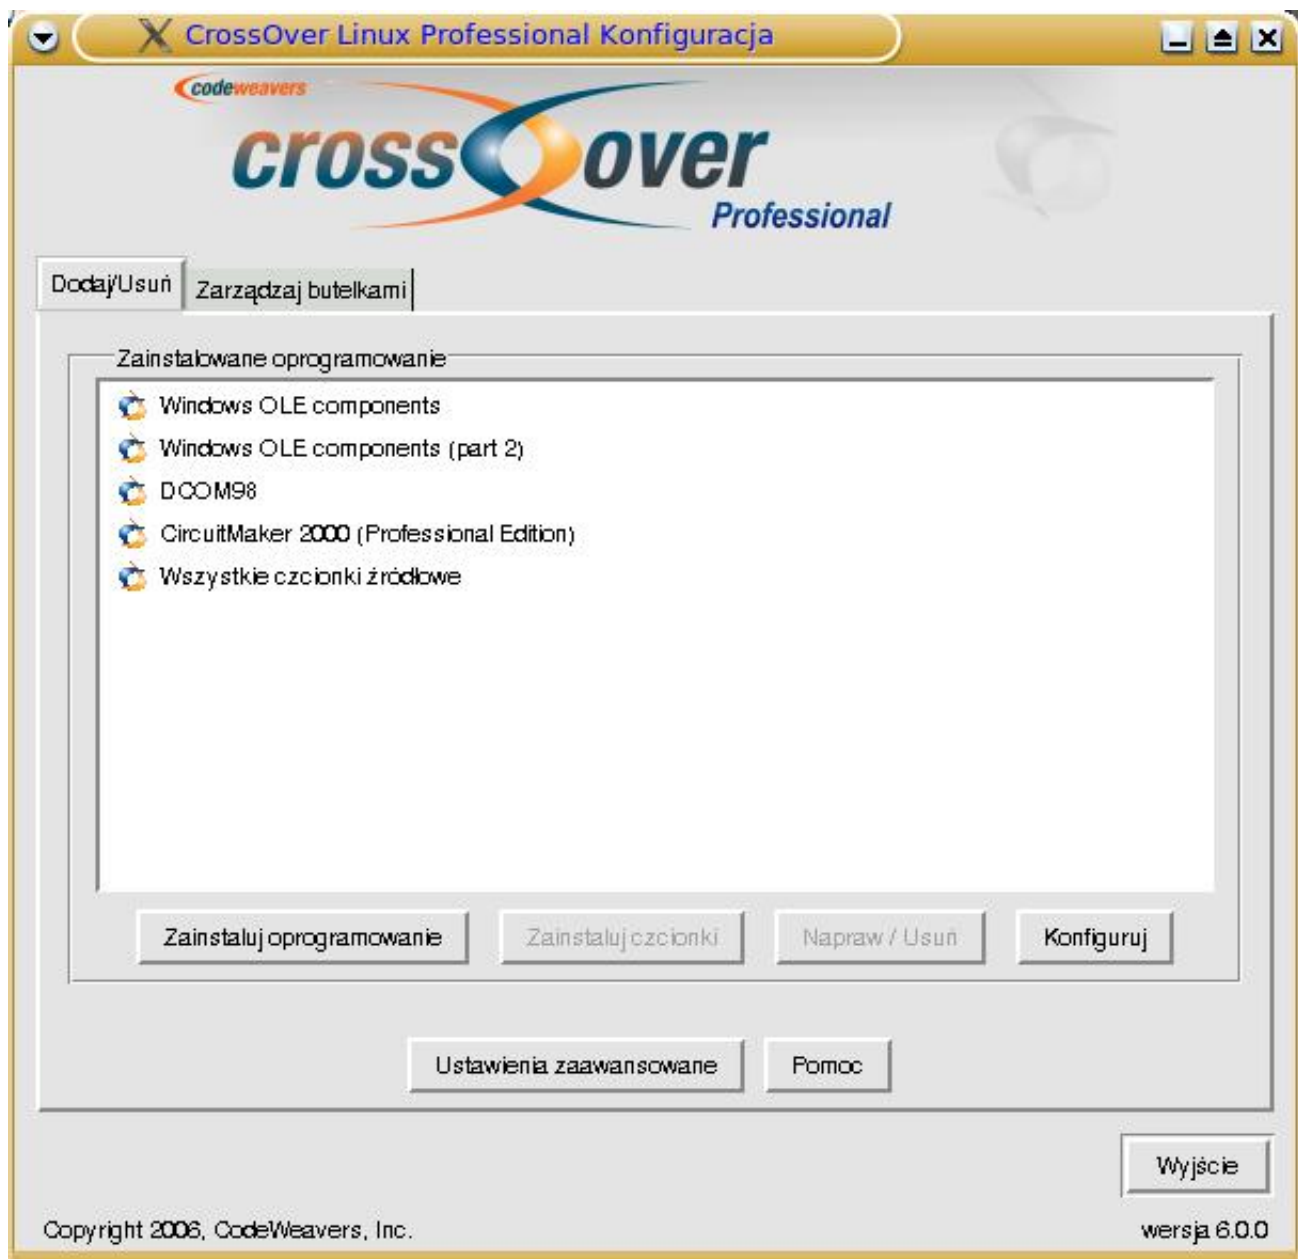 CrossOver Linux Professional Konfiguracja
codeweavers
crossover
Professional
Dodaj/Usuń
Zarządzaj butelkami
Zainstalowane oprogramowanie
Windows OLE components
Windows OLE components (part 2)
DCOM98
CircuitMaker 2000 (Professional Edition)
Wszystkie czcionki źródłowe
Zainstaluj oprogramowanie
Zainstaluj czcionki
Napraw / Usuń
Konfiguruj
Ustawienia zaawansowane
Pomoc
Wyjście
Copyright 2006, CodeWeavers, Inc.
wersja 6.0.0